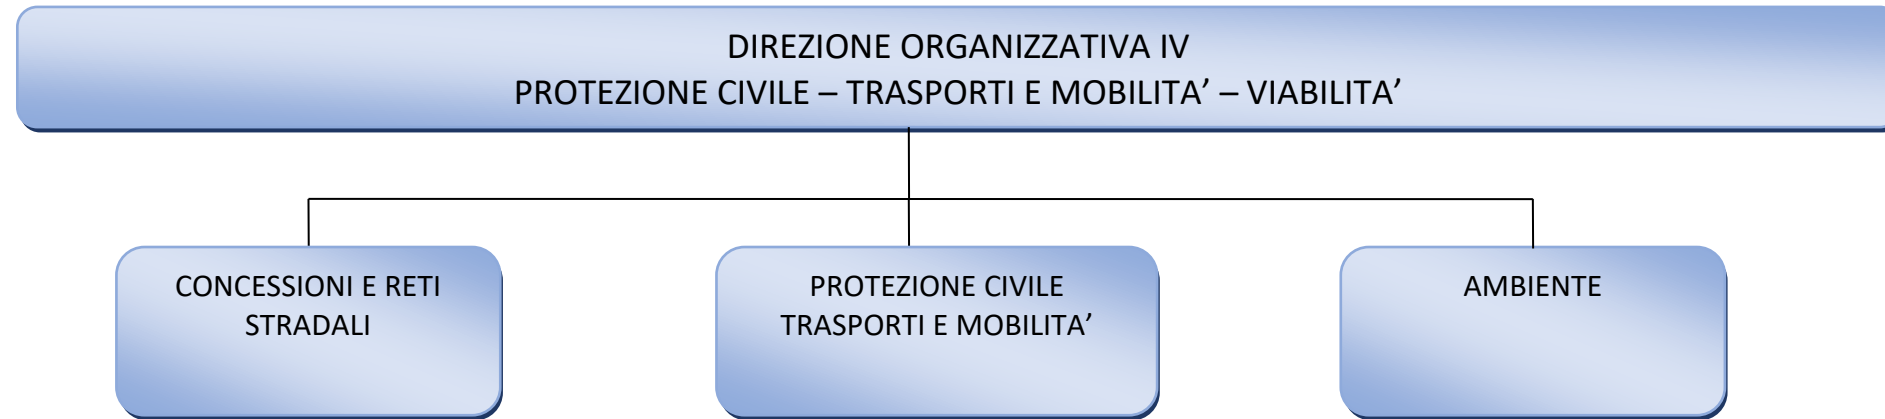 DIREZIONE ORGANIZZATIVA IV
PROTEZIONE CIVILE – TRASPORTI E MOBILITA’ – VIABILITA’
CONCESSIONI E RETI
STRADALI
PROTEZIONE CIVILE
TRASPORTI E MOBILITA’
AMBIENTE